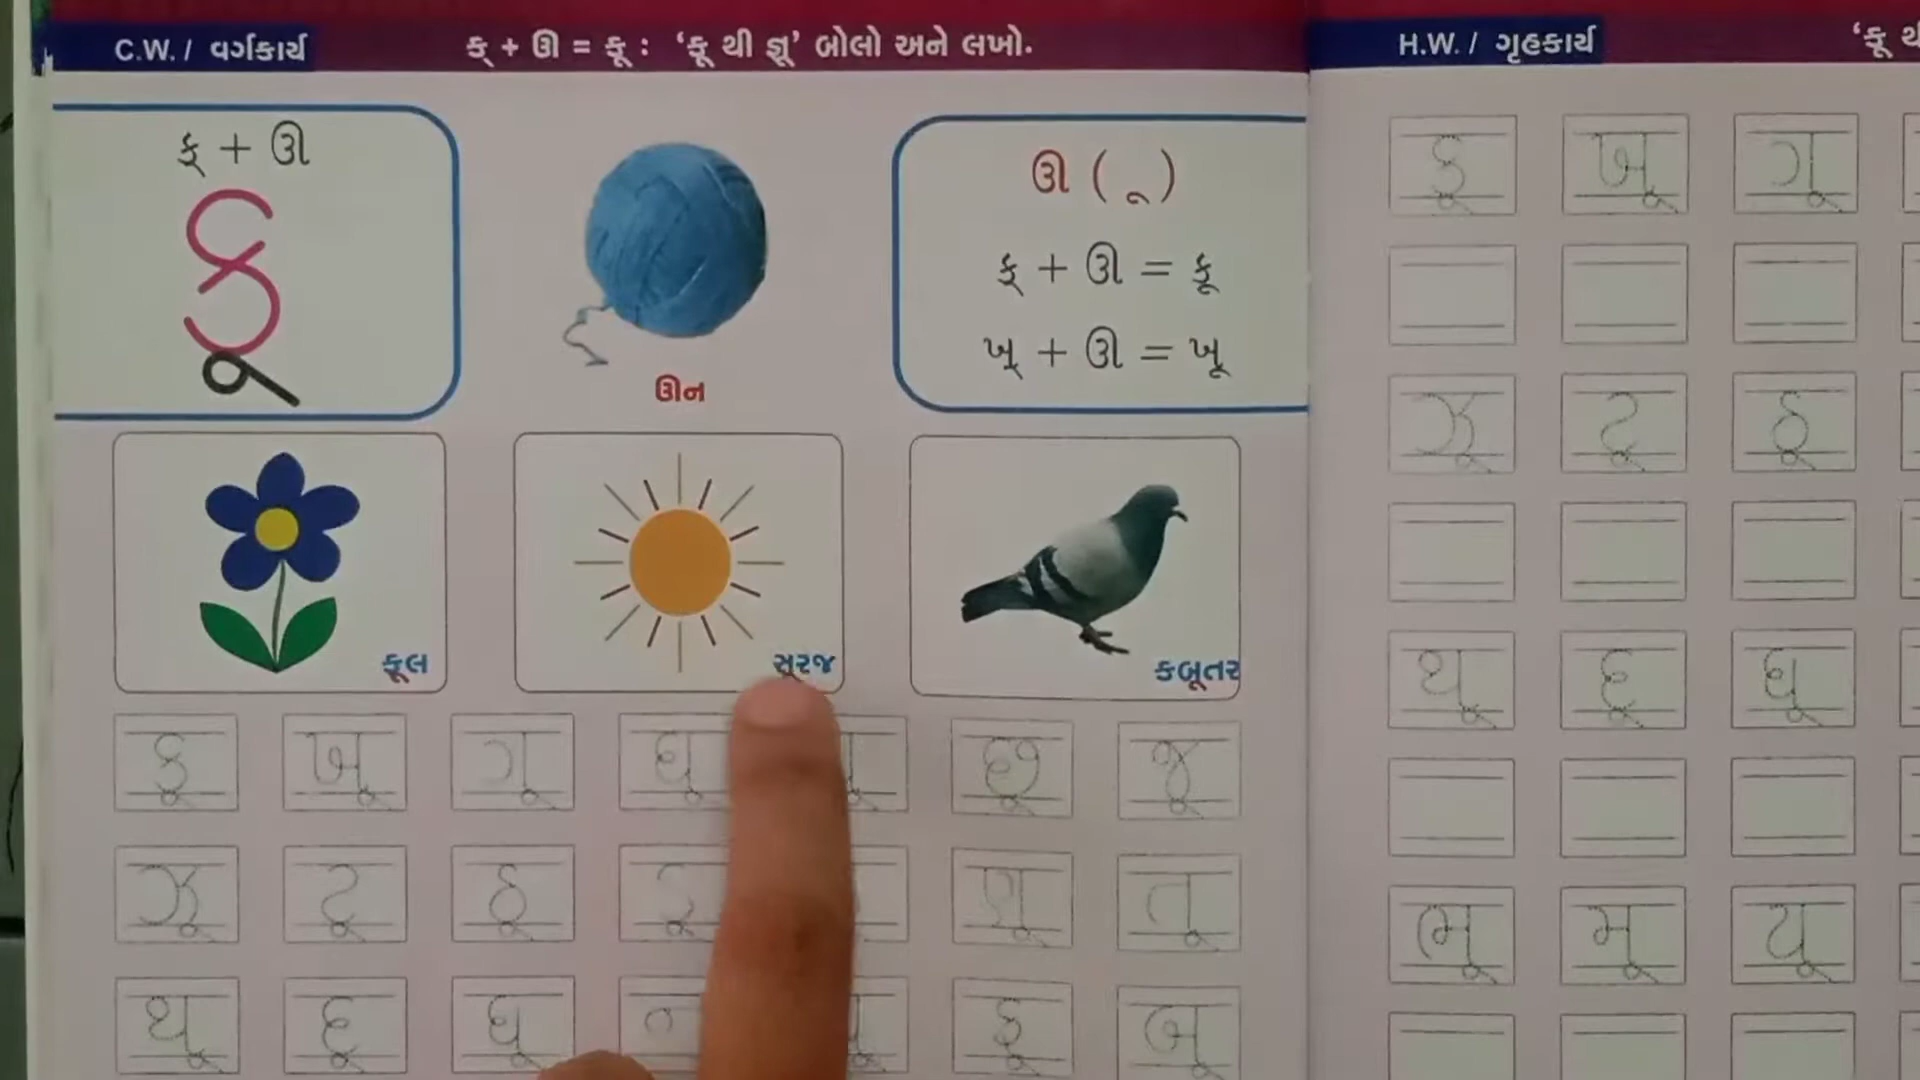 C.W. / વર્ગકાર્ય
ક્ + ઊ = કૂ : ‘કૂ થી જ્ઞૂ’ બોલો અને લખો.
H.W. / ગૃહકાર્ય
‘કૂ થી
ક્ + ઊ
કૂ
ઊન
ઊ ( ૂ )
ક્ + ઊ = કૂ
ખ્ + ઊ = ખૂ
ફૂલ
સૂરજ
કબૂતર
કૂ ખૂ ગૂ ઘૂ છૂ જૂ
ઝૂ ટૂ ઠૂ ડૂ ણૂ તૂ
થૂ દૂ ધૂ ફૂ બૂ
કૂ ખૂ ગૂ
ઝૂ ટૂ ઠૂ
થૂ દૂ ધૂ
ભૂ મૂ યૂ